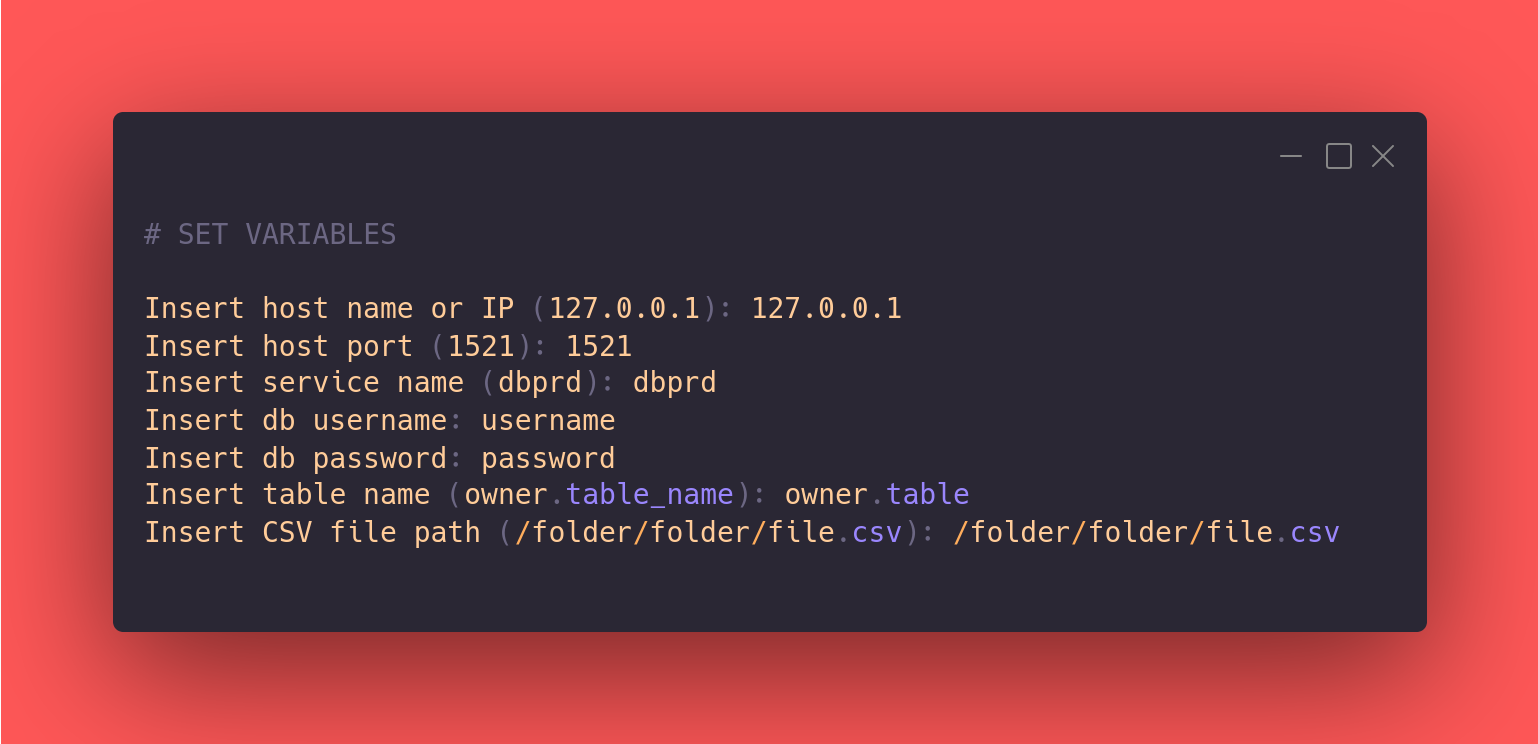 # SET VARIABLES
Insert host name or IP (127.0.0.1): 127.0.0.1
Insert host port (1521): 1521
Insert service name (dbprd): dbprd
Insert db username: username
Insert db password: password
Insert table name (owner.table_name): owner.table
Insert CSV file path (/folder/folder/file.csv): /folder/folder/file.csv